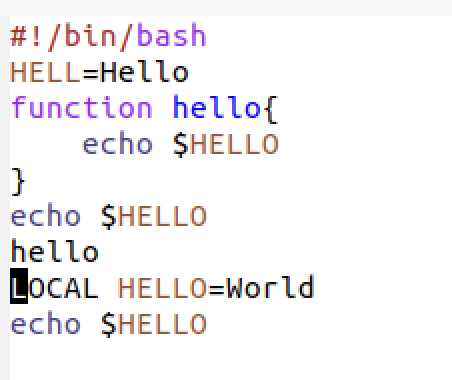 #!/bin/bash
HELL=Hello
function hello{
    echo $HELLO
}
echo $HELLO
hello
LOCAL HELLO=World
echo $HELLO